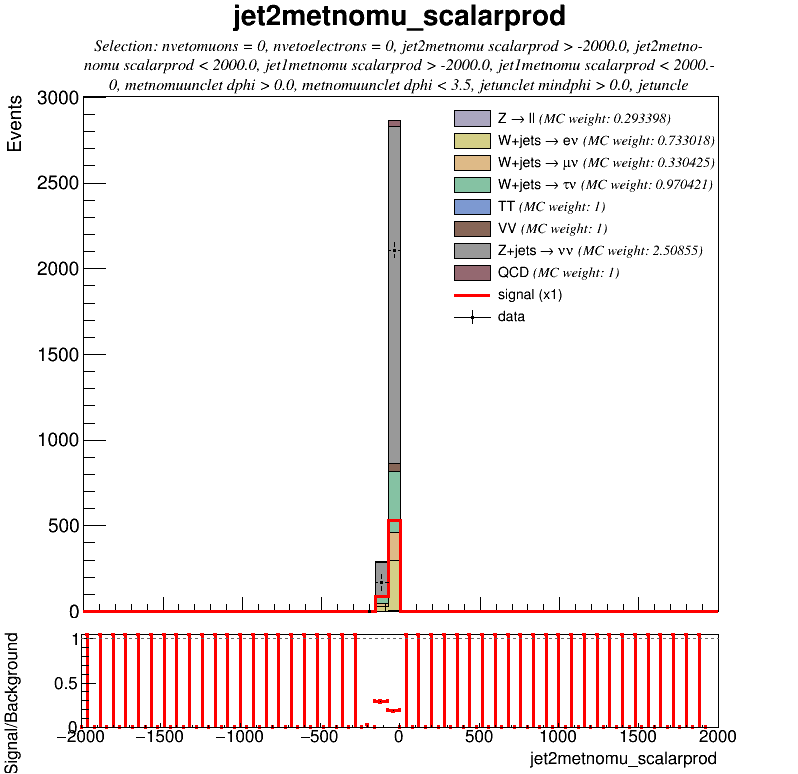 jet2metnomu_scalarprod
Selection: nvetomuons = 0, nvetoelectrons = 0, jet2metnomu scalarprod > -2000.0, jet2metno-
nomu scalarprod < 2000.0, jet1metnomu scalarprod > -2000.0, jet1metnomu scalarprod < 2000.-
0, metnomuunclet dphi > 0.0, metnomuunclet dphi < 3.5, jetunclet mindphi > 0.0, jetuncle
Events
3000
2500
2000
1500
1000
500
0
Z → ll (MC weight: 0.293398)
W+jets → eν (MC weight: 0.733018)
W+jets → μν (MC weight: 0.330425)
W+jets → τν (MC weight: 0.970421)
TT (MC weight: 1)
VV (MC weight: 1)
Z+jets → νν (MC weight: 2.50855)
QCD (MC weight: 1)
signal (x1)
data
Signal/Background
1
0.5
0
−2000 −1500 −1000 −500 0 500 1000 1500 2000
jet2metnomu_scalarprod